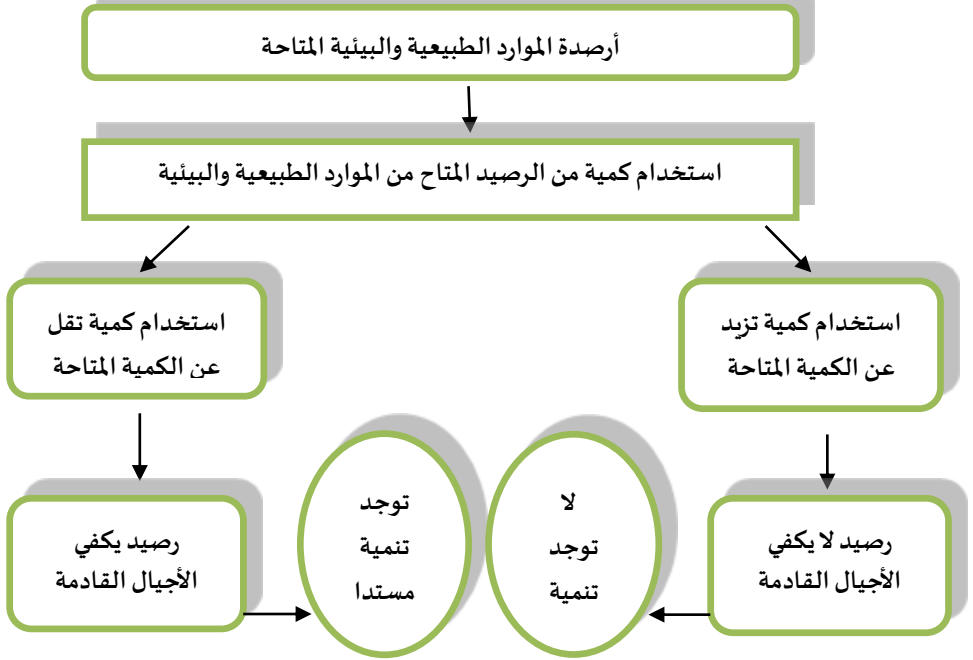 أرصدة الموارد الطبيعية والبيئية المتاحة
استخدام كمية من الرصيد المتاح من الموارد الطبيعية والبيئية
استخدام كمية تزيد
عن الكمية المتاحة
استخدام كمية تقل
عن الكمية المتاحة
رصيد لا يكفي
الأجيال القادمة
لا
توجد
تنمية
توجد
تنمية
مستدا
رصيد يكفي
الأجيال القادمة